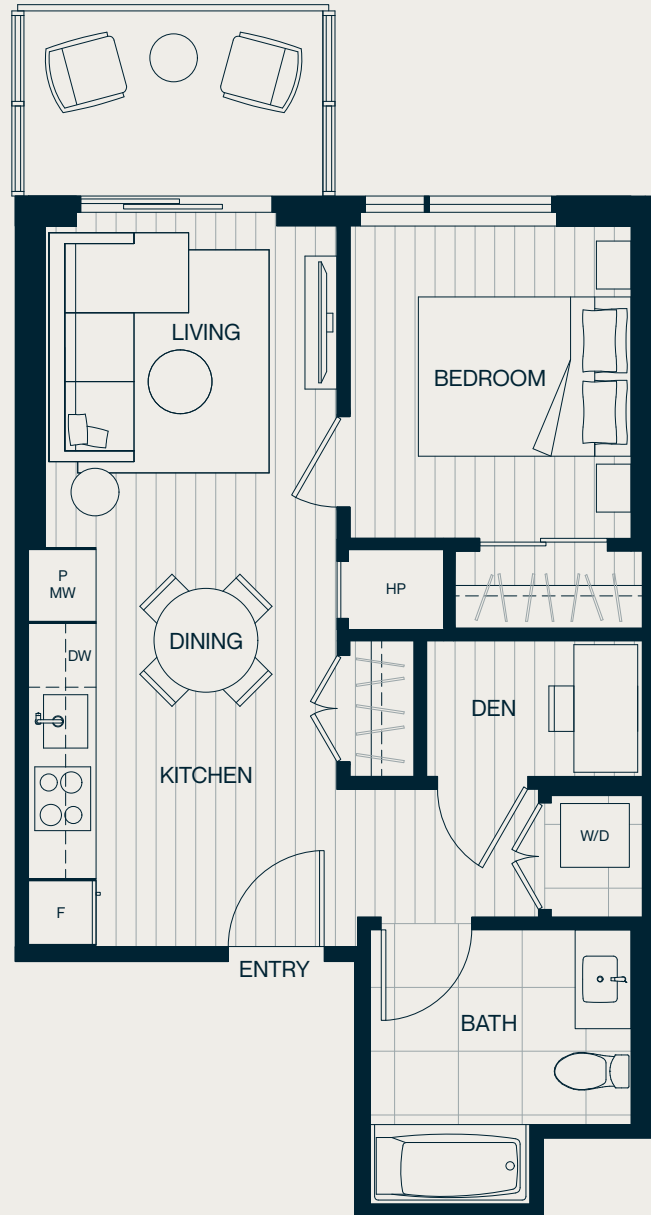 LIVING
BEDROOM
P
MW
HP
DINING
DW
DEN
KITCHEN
W/D
F
ENTRY
BATH